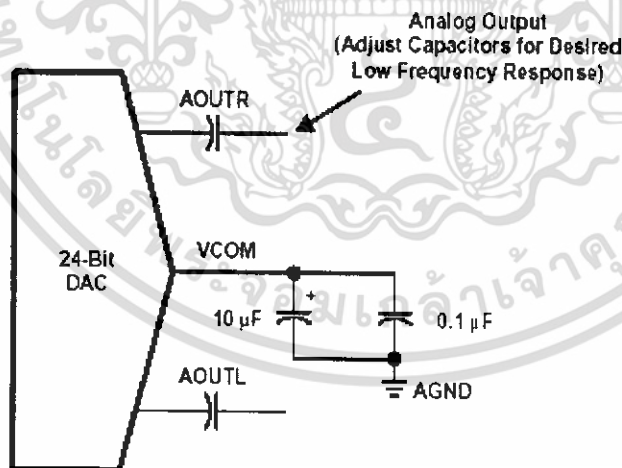 Analog Output
(Adjust Capacitors for Desired
Low Frequency Response)
AOUTR
24-Bit
DAC
VCOM
+
10 µF
0.1 µF
AGND
AOUTL